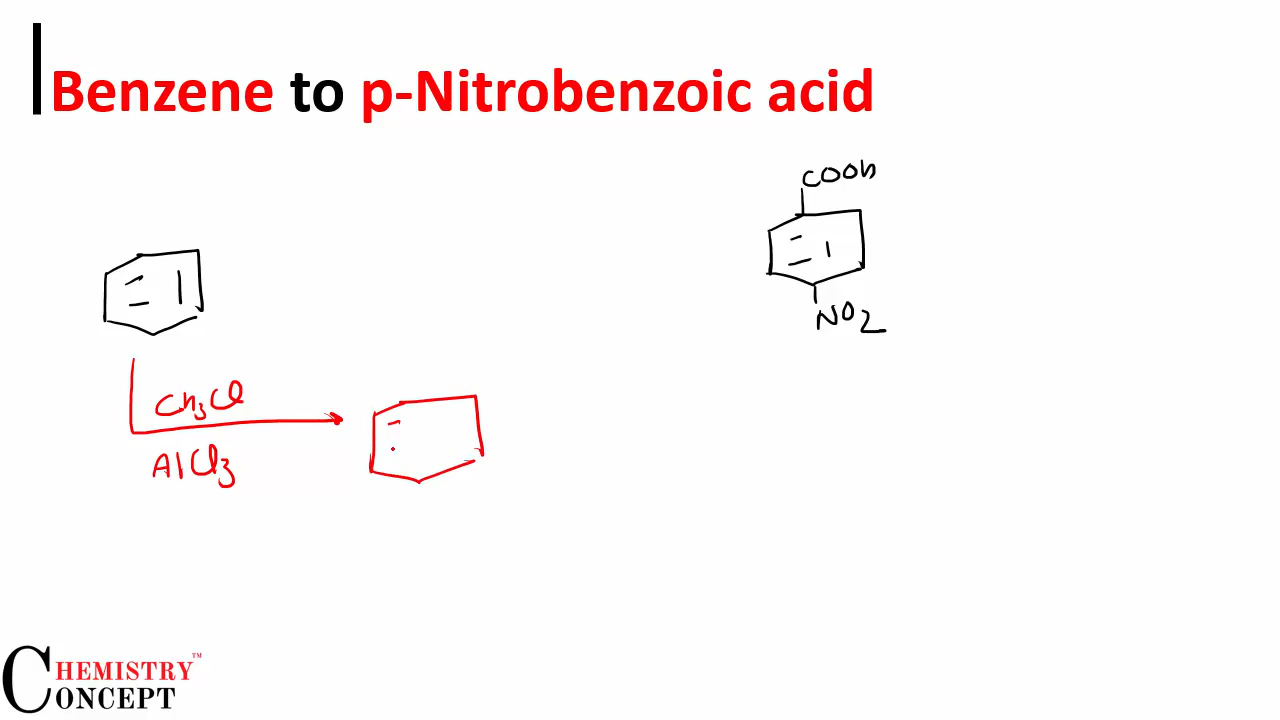 Benzene to p-Nitrobenzoic acid
COOh
NO2
CH3Cl
AlCl3
CHEMISTRY™
CONCEPT